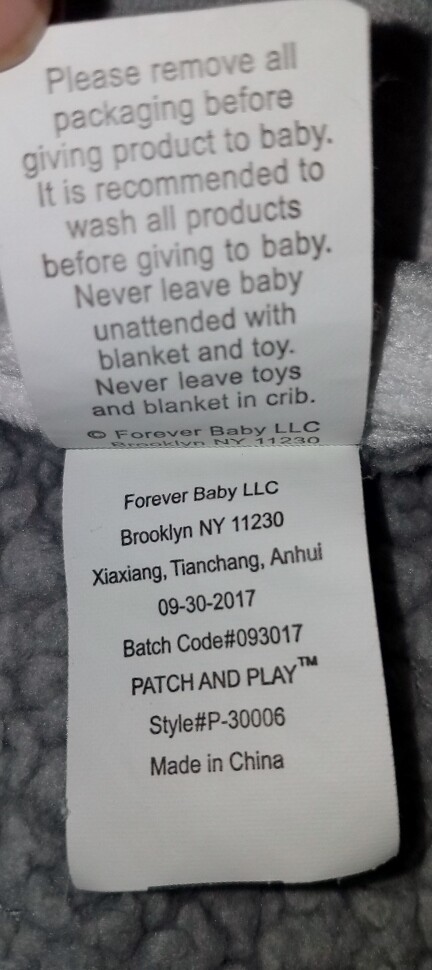 Please remove all
packaging before
giving product to baby.
It is recommended to
wash all products
before giving to baby.
Never leave baby
unattended with
blanket and toy.
Never leave toys
and blanket in crib.
© Forever Baby LLC
Brooklyn NY 11230
Forever Baby LLC
Brooklyn NY 11230
Xiaxiang, Tianchang, Anhui
09-30-2017
Batch Code#093017
PATCH AND PLAY™
Style#P-30006
Made in China